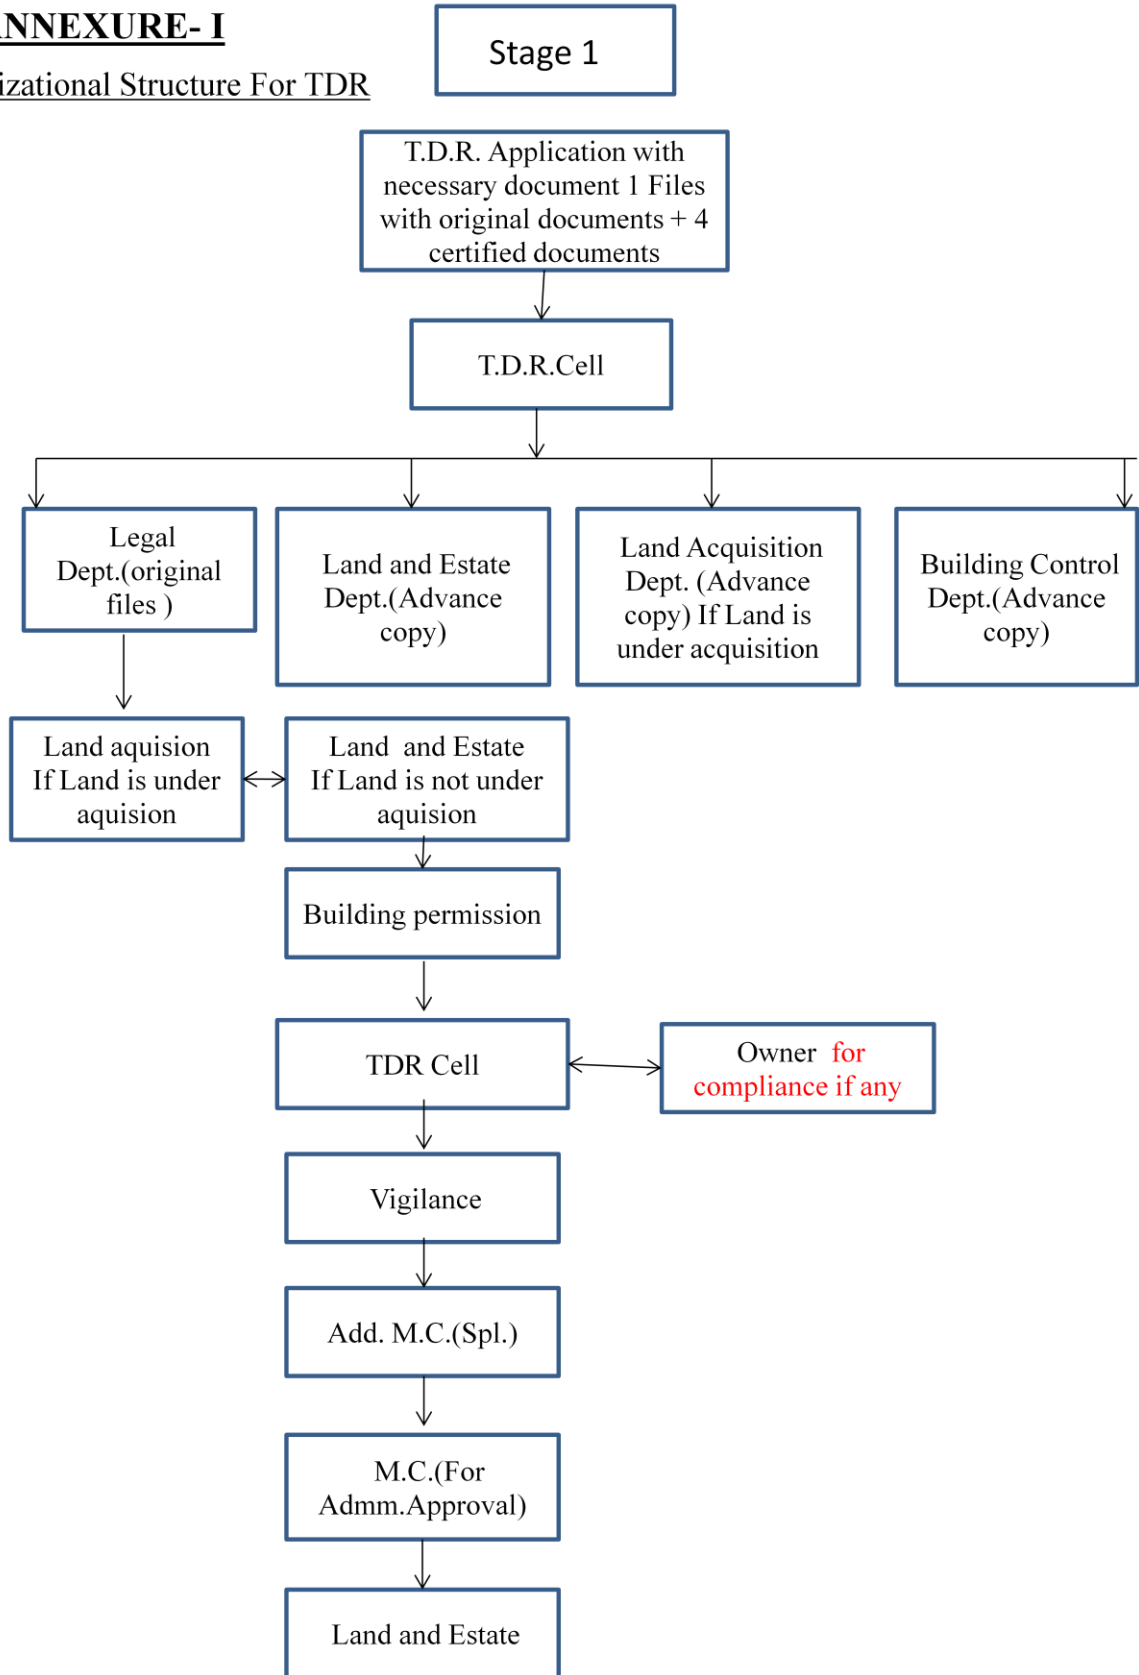 NNEXURE- I
Stage 1
izational Structure For TDR
T.D.R. Application with
necessary document 1 Files
with original documents + 4
certified documents
T.D.R.Cell
Legal
Dept.(original
files )
Land and Estate
Dept.(Advance
copy)
Land Acquisition
Dept. (Advance
copy) If Land is
under acquisition
Building Control
Dept.(Advance
copy)
Land aquision
If Land is under
aquision
Land and Estate
If Land is not under
aquision
Building permission
TDR Cell
Owner for
compliance if any
Vigilance
Add. M.C.(Spl.)
M.C.(For
Admm.Approval)
Land and Estate